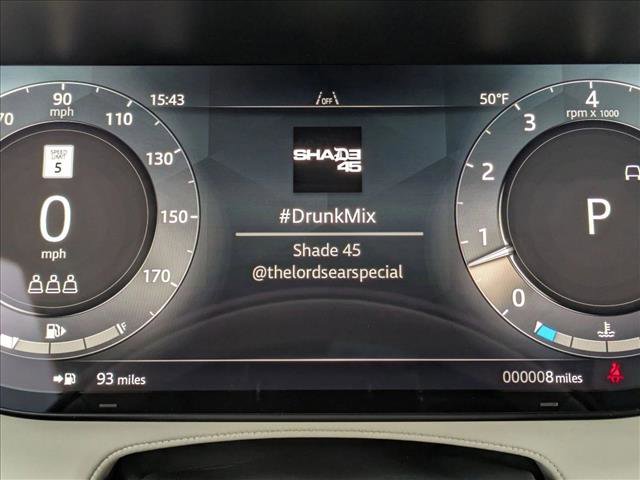 90
mph
70
110
130
150
170
15:43
OFF
50°F
4
rpm x 1000
3
2
1
0
SPEED
LIMIT
5
0
mph
SHADE
45
#DrunkMix
Shade 45
@thelordsearspecial
P
F
93 miles
000008 miles